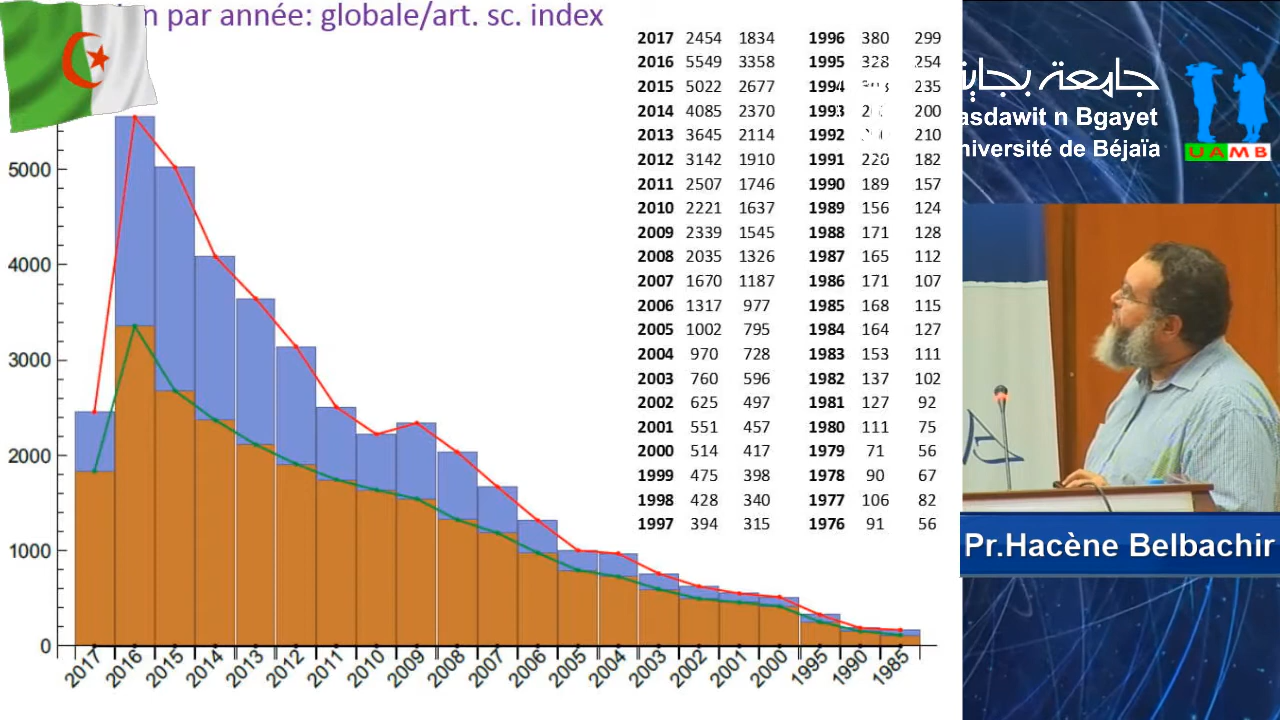 n par année: globale/art. sc. index
2017 2454 1834 1996 380 299
2016 5549 3358 1995 328 254
2015 5022 2677 1994 235
2014 4085 2370 1993 200
2013 3645 2114 1992 210
2012 3142 1910 1991 220 182
2011 2507 1746 1990 189 157
2010 2221 1637 1989 156 124
2009 2339 1545 1988 171 128
2008 2035 1326 1987 165 112
2007 1670 1187 1986 171 107
2006 1317 977 1985 168 115
2005 1002 795 1984 164 127
2004 970 728 1983 153 111
2003 760 596 1982 137 102
2002 625 497 1981 127 92
2001 551 457 1980 111 75
2000 514 417 1979 71 56
1999 475 398 1978 90 67
1998 428 340 1977 106 82
1997 394 315 1976 91 56
5000
4000
3000
2000
1000
0
2017 2016 2015 2014 2013 2012 2011 2010 2009 2008 2007 2006 2005 2004 2003 2002 2001 2000 1995 1990 1985
جامعة بجاية
asdawit n Bgayet
niversité de Béjaïa
UAMB
Pr.Hacène Belbachir